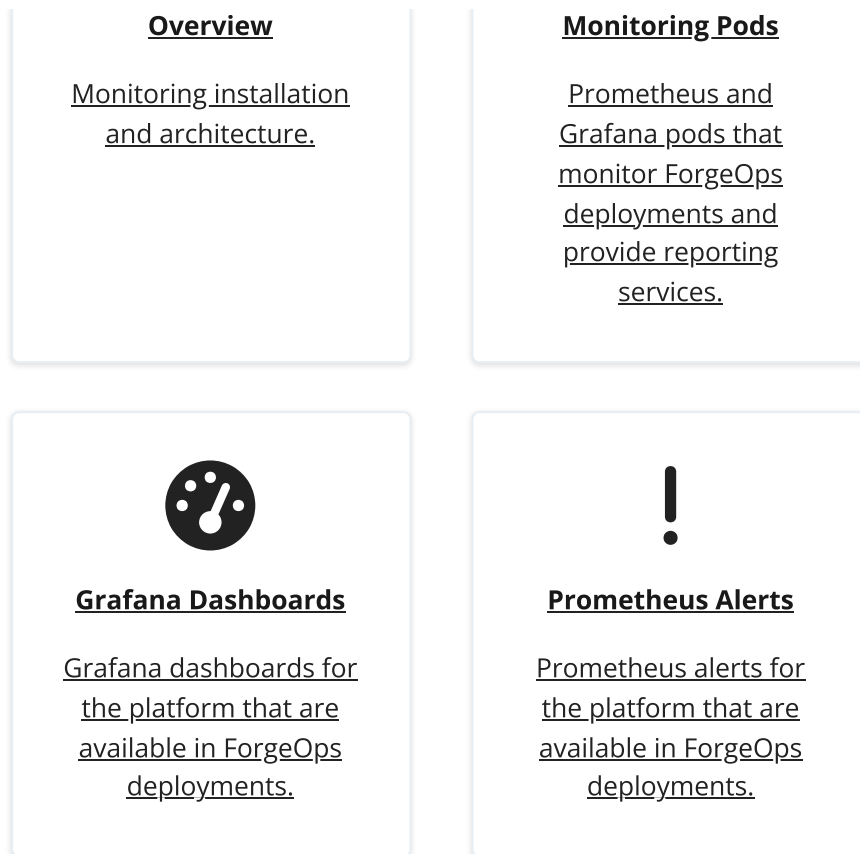 Overview
Monitoring installation
and architecture.
Monitoring Pods
Prometheus and
Grafana pods that
monitor ForgeOps
deployments and
provide reporting
services.
Grafana Dashboards
Grafana dashboards for
the platform that are
available in ForgeOps
deployments.
Prometheus Alerts
Prometheus alerts for
the platform that are
available in ForgeOps
deployments.